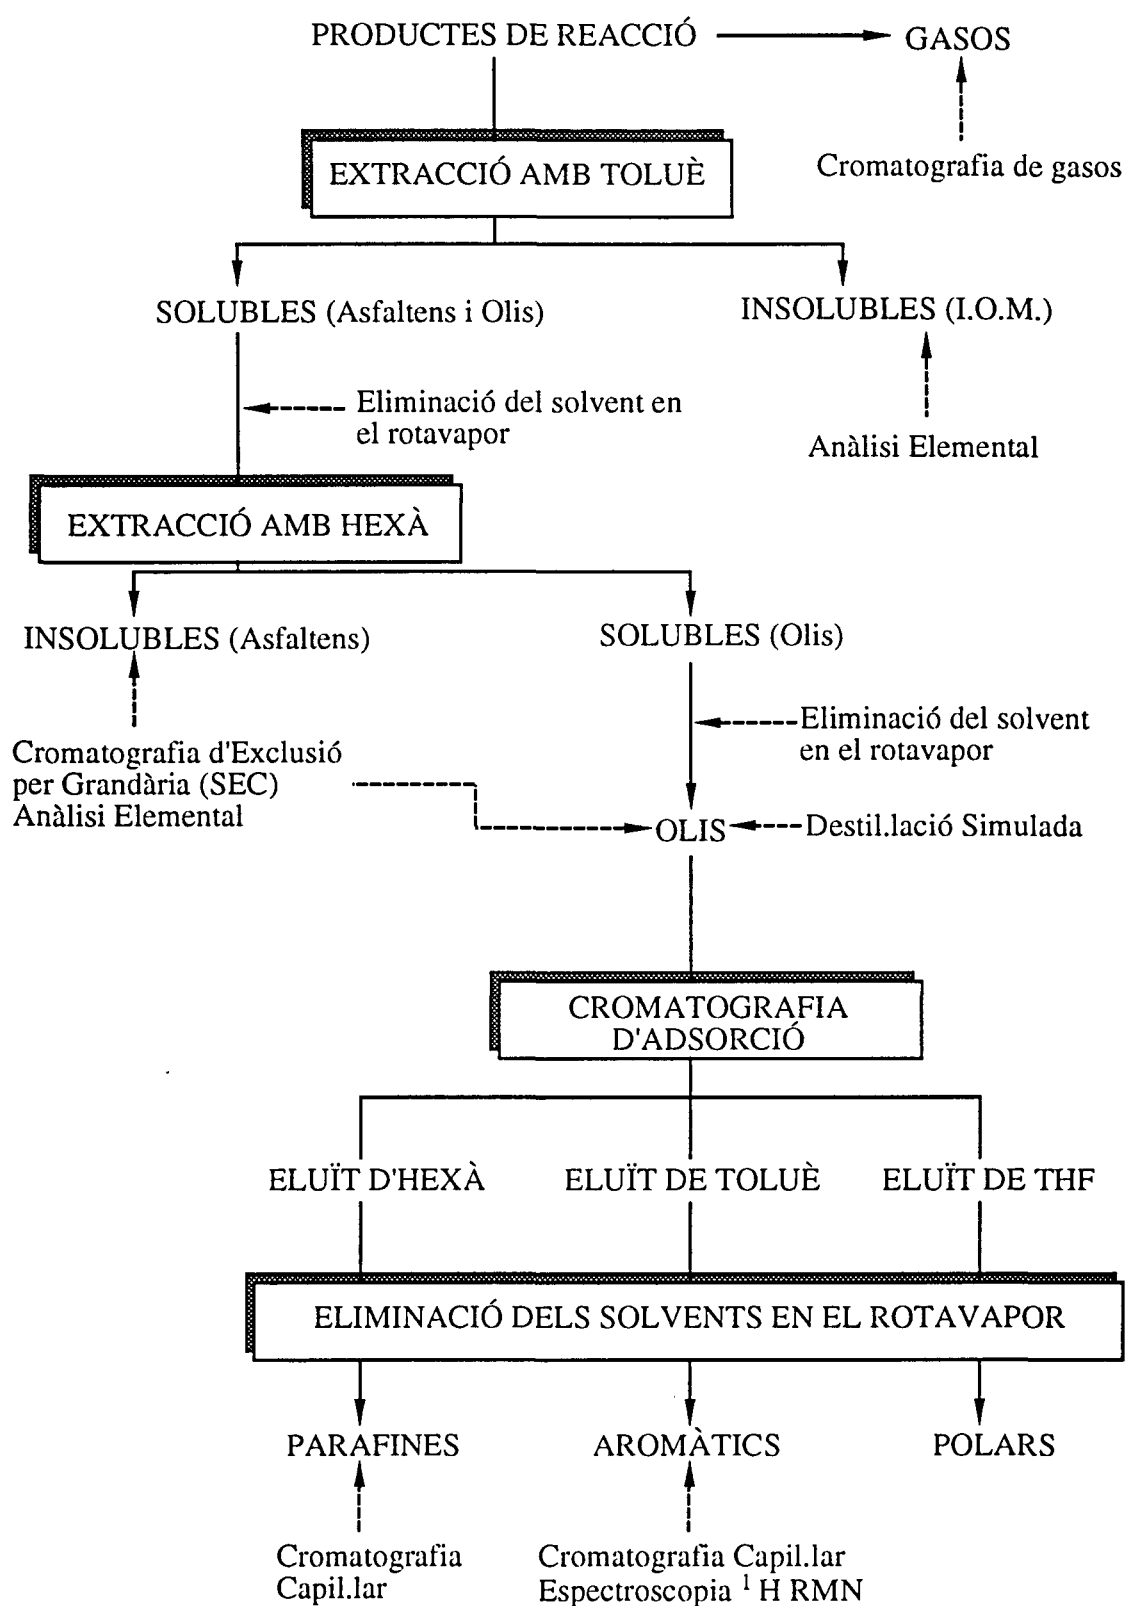 PRODUCTES DE REACCIÓ
GASOS
Cromatografia de gasos
EXTRACCIÓ AMB TOLUÈ
SOLUBLES (Asfaltens i Olis)
INSOLUBLES (I.O.M.)
Eliminació del solvent en
el rotavapor
Anàlisi Elemental
EXTRACCIÓ AMB HEXÀ
INSOLUBLES (Asfaltens)
SOLUBLES (Olis)
Eliminació del solvent
en el rotavapor
Cromatografia d'Exclusió
per Grandària (SEC)
Anàlisi Elemental
OLIS
Destil.lació Simulada
CROMATOGRAFIA
D'ADSORCIÓ
ELUÏT D'HEXÀ
ELUÏT DE TOLUÈ
ELUÏT DE THF
ELIMINACIÓ DELS SOLVENTS EN EL ROTAVAPOR
PARAFINES
AROMÀTICS
POLARS
Cromatografia
Capil.lar
Cromatografia Capil.lar
Espectroscopia ¹ H RMN